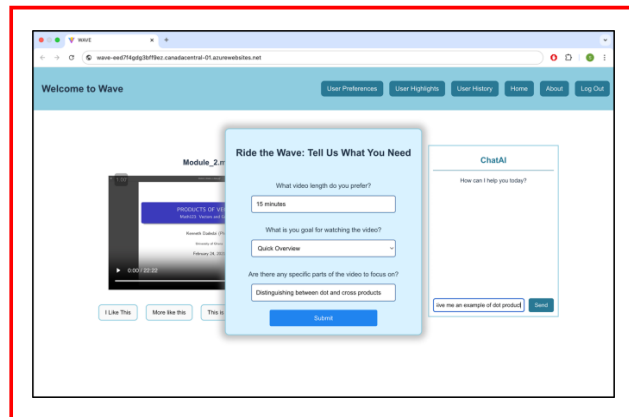 WAVE
wave-eed7f4gdg3bff9ez.canadacentral-01.azurewebsites.net
Welcome to Wave
User Preferences
User Highlights
User History
Home
About
Log Out
Module_2.m
PRODUCTS OF VE
February 24, 202
0:00 / 22:22
I Like This
More like this
This is
Ride the Wave: Tell Us What You Need
What video length do you prefer?
15 minutes
What is you goal for watching the video?
Quick Overview
Are there any specific parts of the video to focus on?
Distinguishing between dot and cross products
Submit
ChatAI
How can I help you today?
ive me an example of dot product
Send